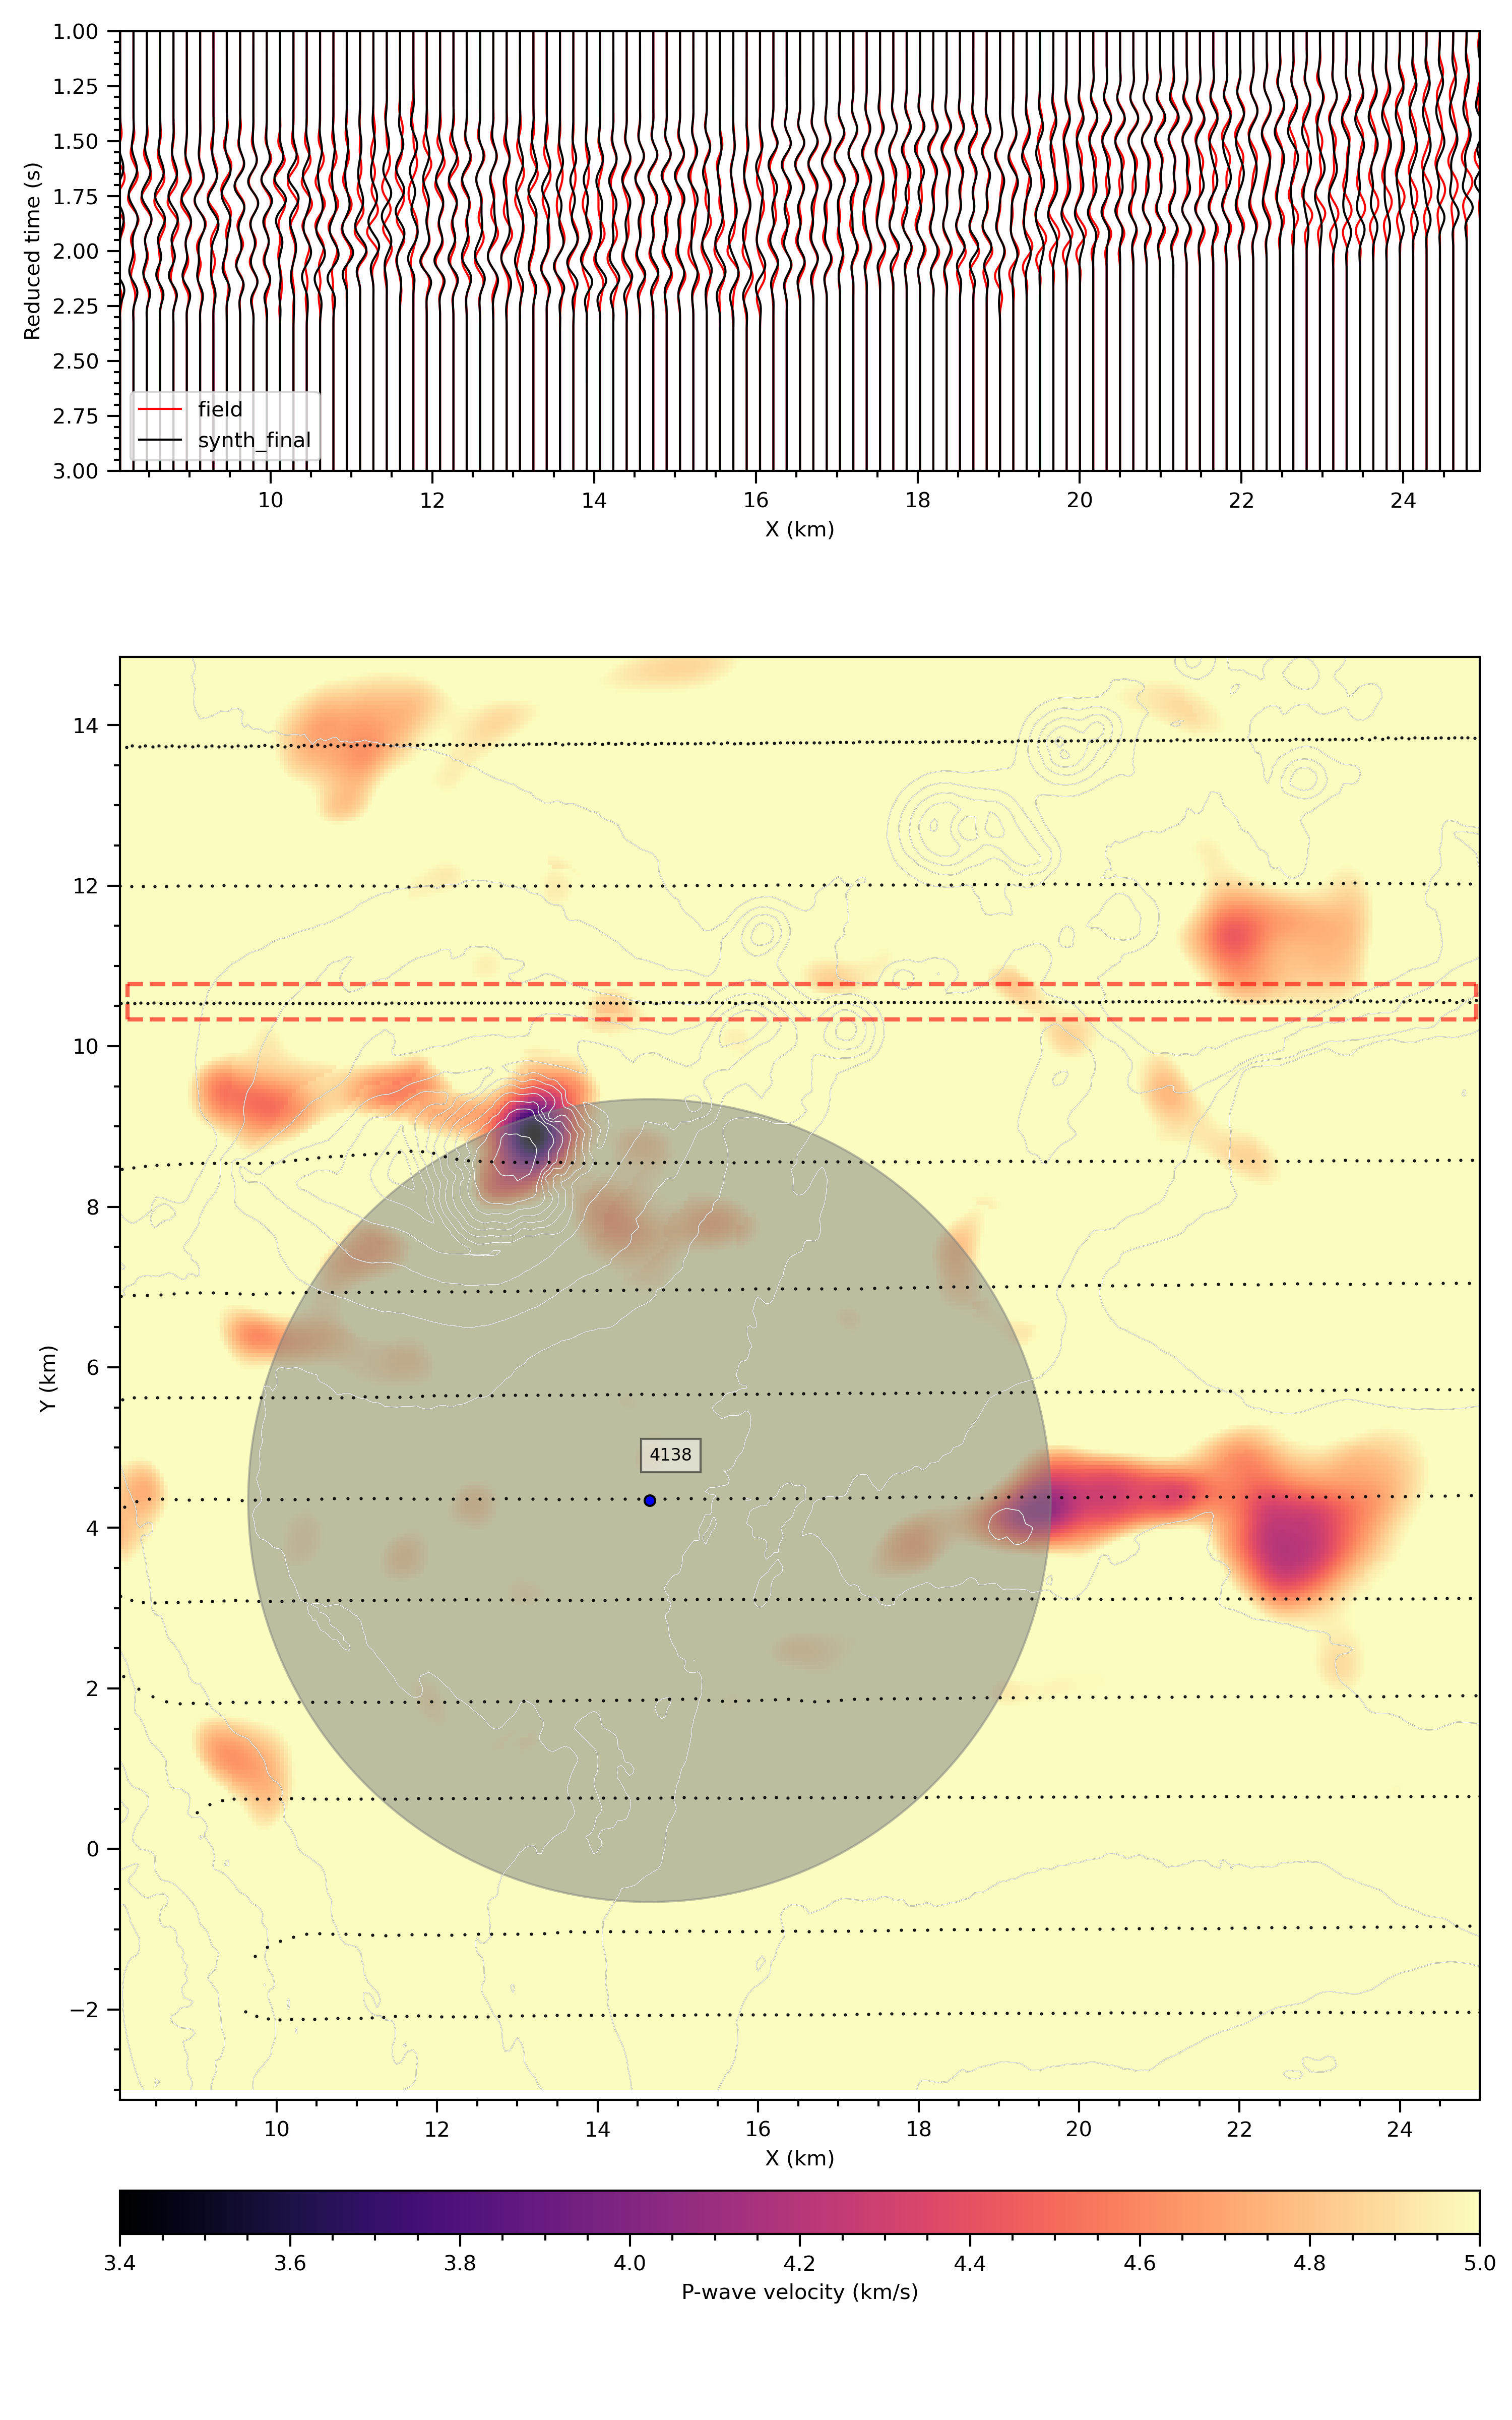 1.00
1.25
1.50
1.75
2.00
2.25
2.50
2.75
3.00
Reduced time (s)
field
synth_final
10 12 14 16 18 20 22 24
X (km)
14
12
10
8
6
4
2
0
−2
Y (km)
4138
10 12 14 16 18 20 22 24
X (km)
3.4 3.6 3.8 4.0 4.2 4.4 4.6 4.8 5.0
P-wave velocity (km/s)